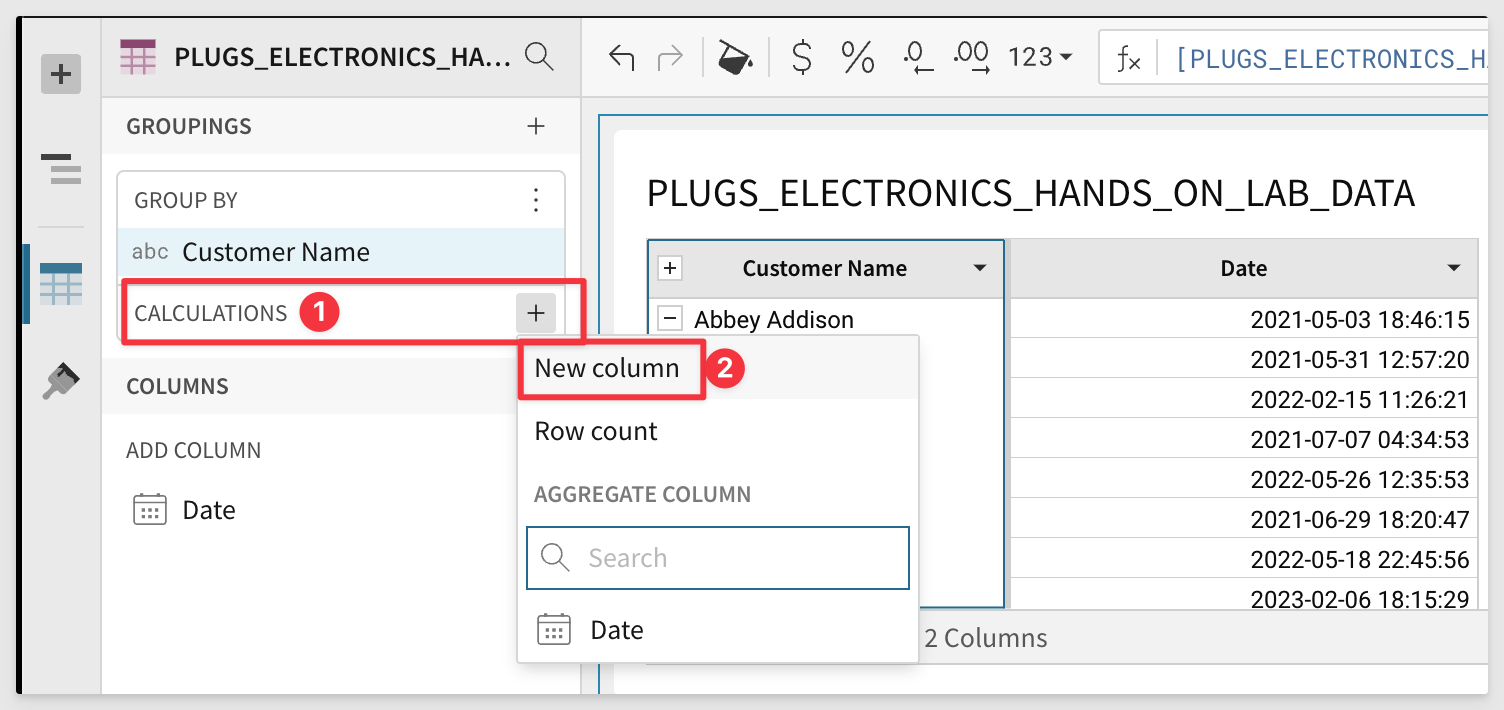 PLUGS_ELECTRONICS_HA...
$ % .0 .00 123
fx [PLUGS_ELECTRONICS_H
GROUPINGS
GROUP BY
abc Customer Name
CALCULATIONS 1
COLUMNS
ADD COLUMN
Date
New column 2
Row count
AGGREGATE COLUMN
Search
Date
PLUGS_ELECTRONICS_HANDS_ON_LAB_DATA
Customer Name Date
Abbey Addison 2021-05-03 18:46:15
2021-05-31 12:57:20
2022-02-15 11:26:21
2021-07-07 04:34:53
2022-05-26 12:35:53
2021-06-29 18:20:47
2022-05-18 22:45:56
2023-02-06 18:15:29
2 Columns